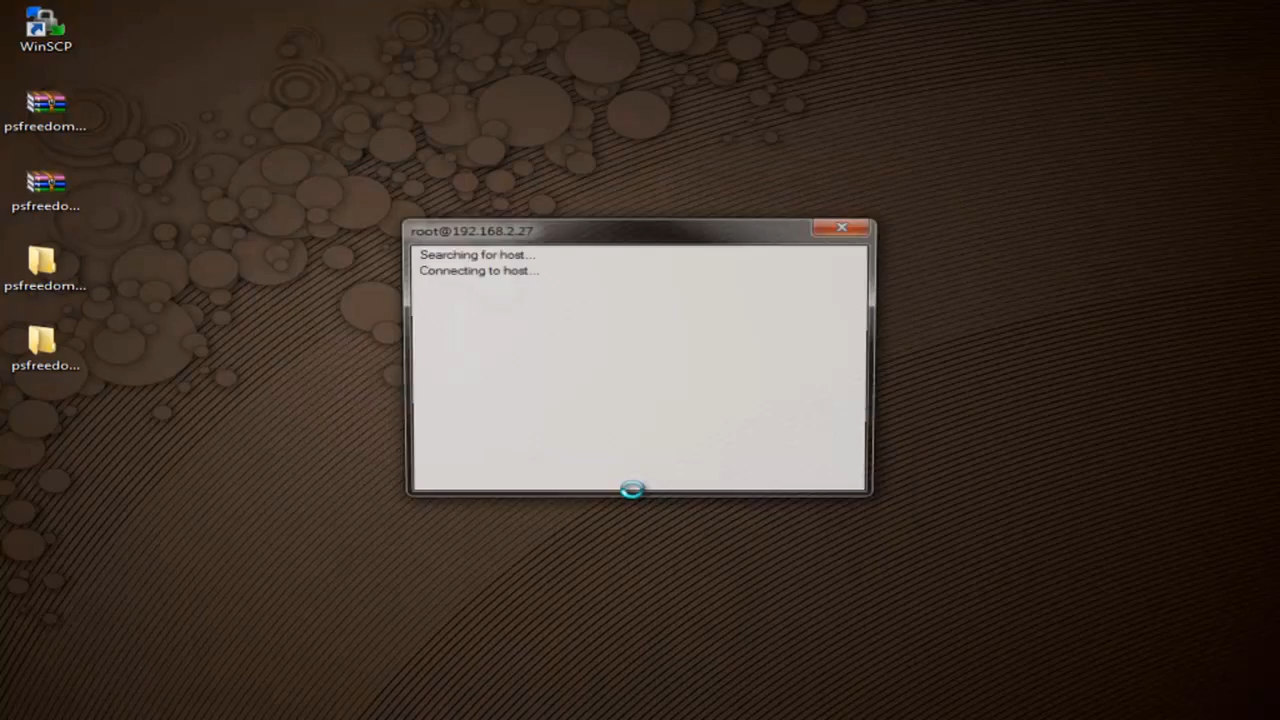 WinSCP
psfreedom...
psfreedo...
psfreedom...
psfreedo...
root@192.168.2.27
Searching for host...
Connecting to host...